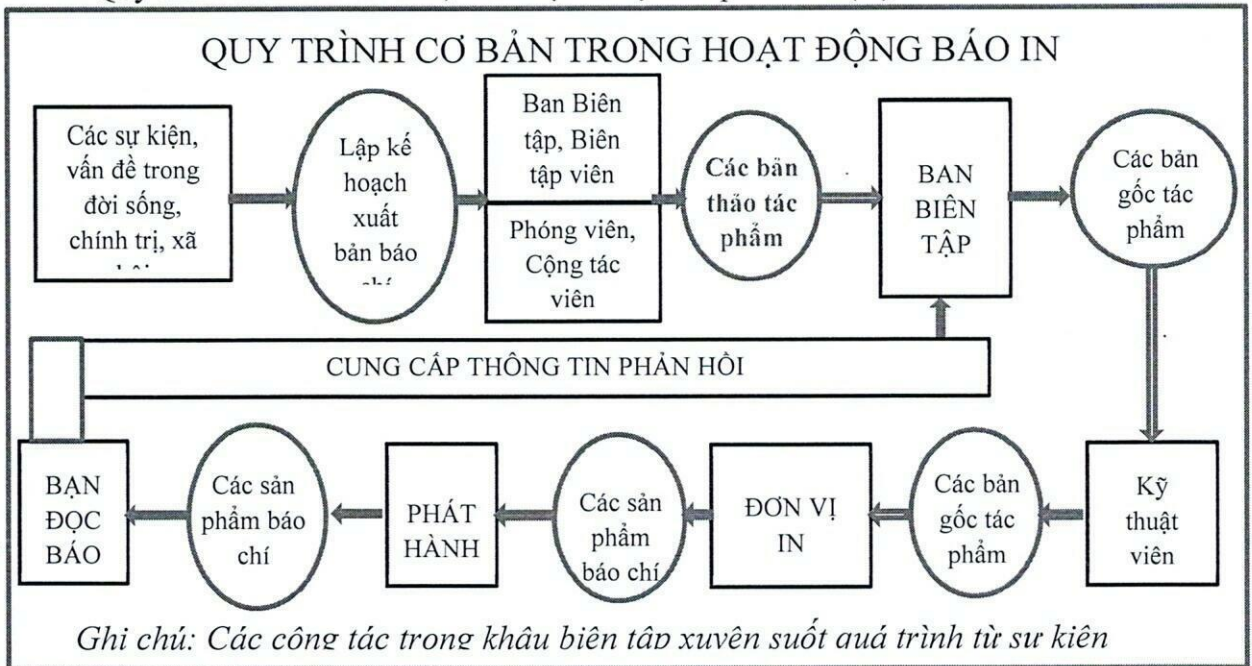 QUY TRÌNH CƠ BẢN TRONG HOẠT ĐỘNG BÁO IN
Các sự kiện,
vấn đề trong
đời sống,
chính trị, xã
Lập kế
hoạch
xuất
bản báo
chí
Ban Biên
tập, Biên
tập viên
Phóng viên,
Cộng tác
viên
Các bản
thảo tác
phẩm
BAN
BIÊN
TẬP
Các bản
gốc tác
phẩm
CUNG CẤP THÔNG TIN PHẢN HỒI
BẠN
ĐỌC
BÁO
Các sản
phẩm báo
chí
PHÁT
HÀNH
Các sản
phẩm
báo chí
ĐƠN VỊ
IN
Các bản
gốc tác
phẩm
Kỹ
thuật
viên
Ghi chú: Các công tác trong khâu biên tập xuyên suốt quá trình từ sự kiện